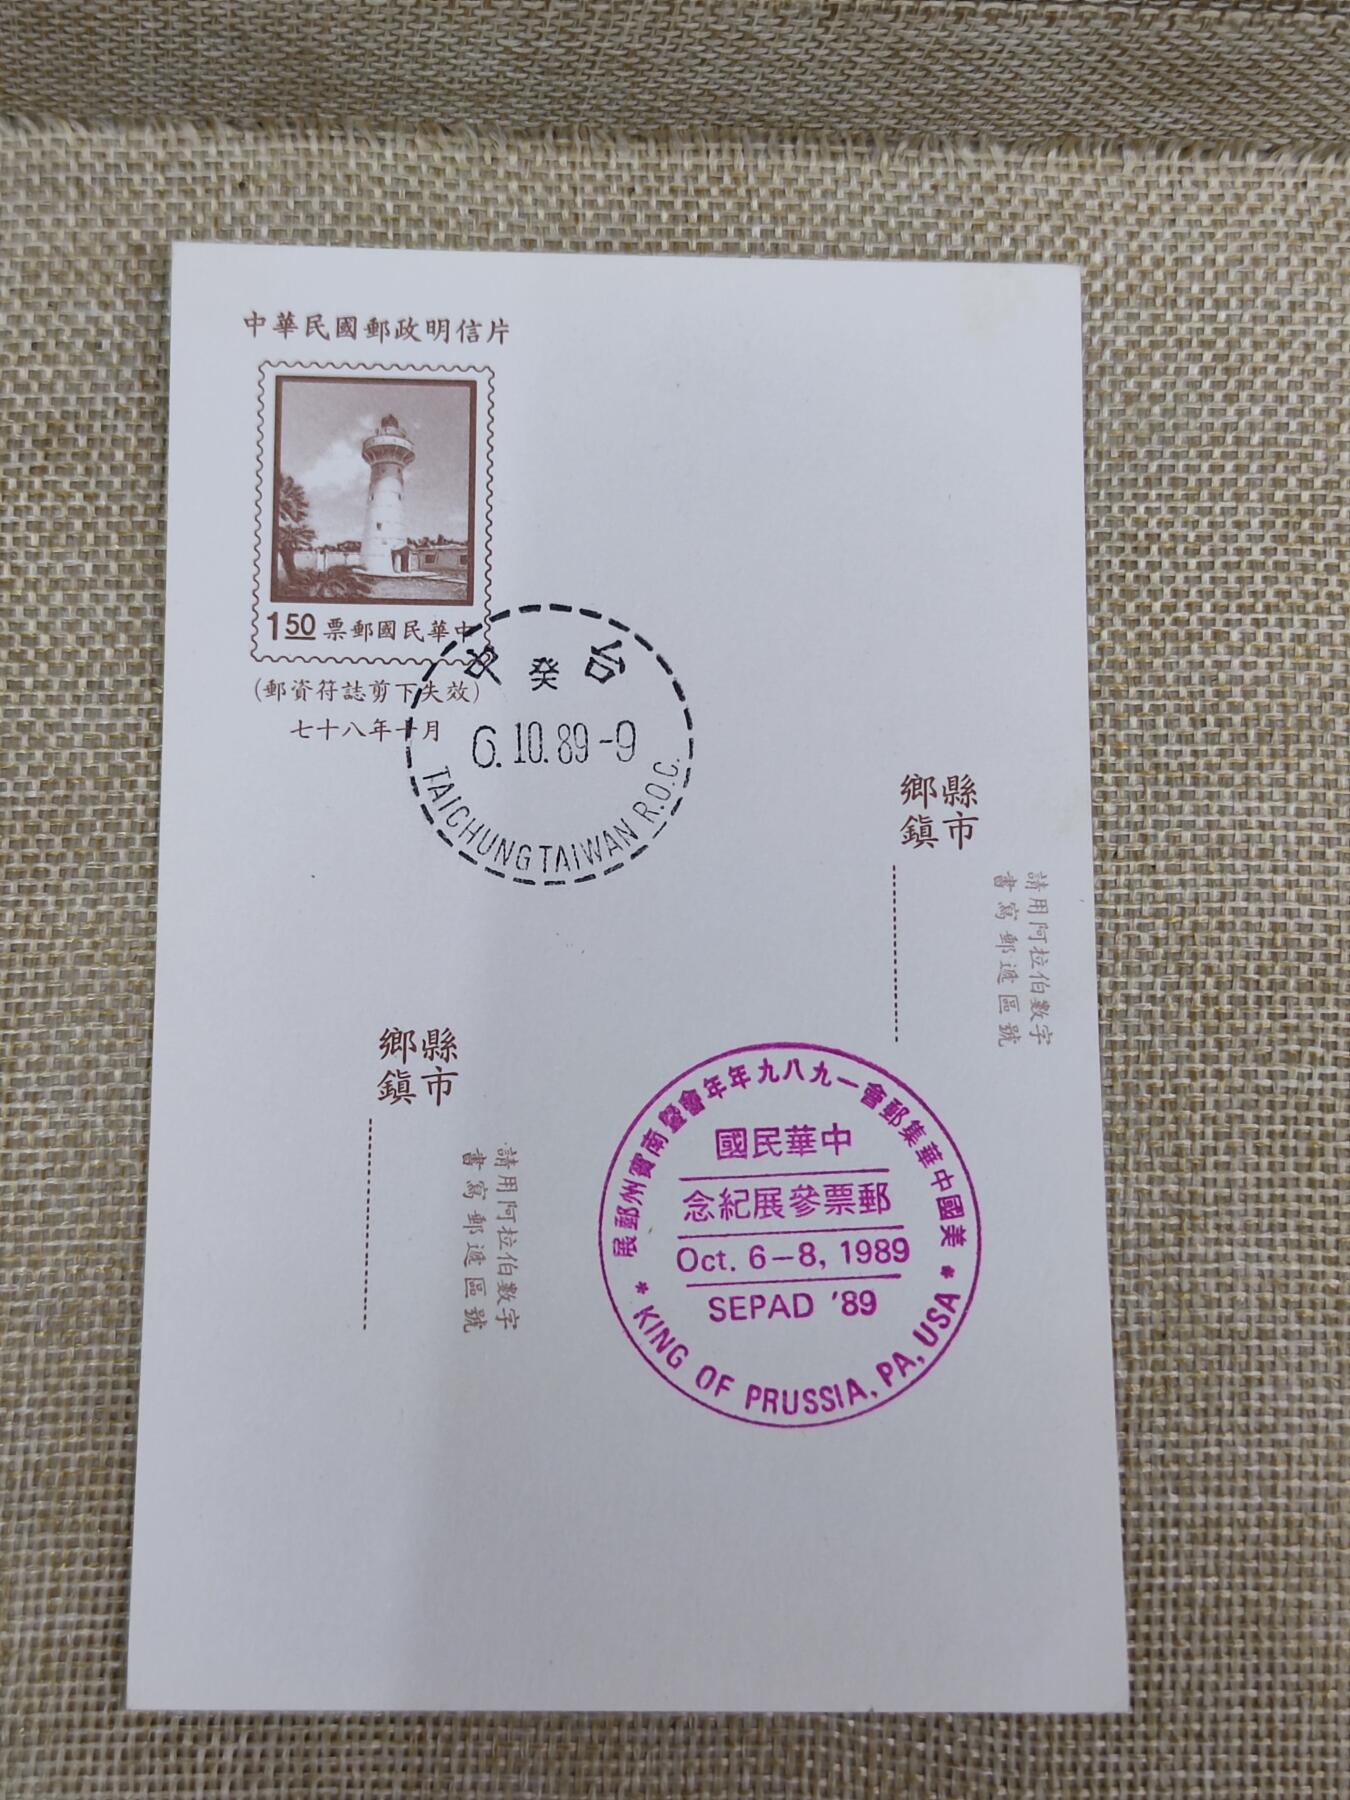 中華民國郵政明信片
150 票郵國民華中
(郵資符誌剪下失效)
七十八年十月
中 癸 台
6.10.89-9
TAICHUNG TAIWAN R.O.C.
鄉縣
鎮市
請用阿拉伯數字
書寫郵遞區號
鄉縣
鎮市
請用阿拉伯數字
書寫郵遞區號
展郵州賓南暨會年年九八九一會郵集華中國美
國民華中
念紀展參票郵
Oct. 6-8, 1989
SEPAD '89
* KING OF PRUSSIA, PA, USA *